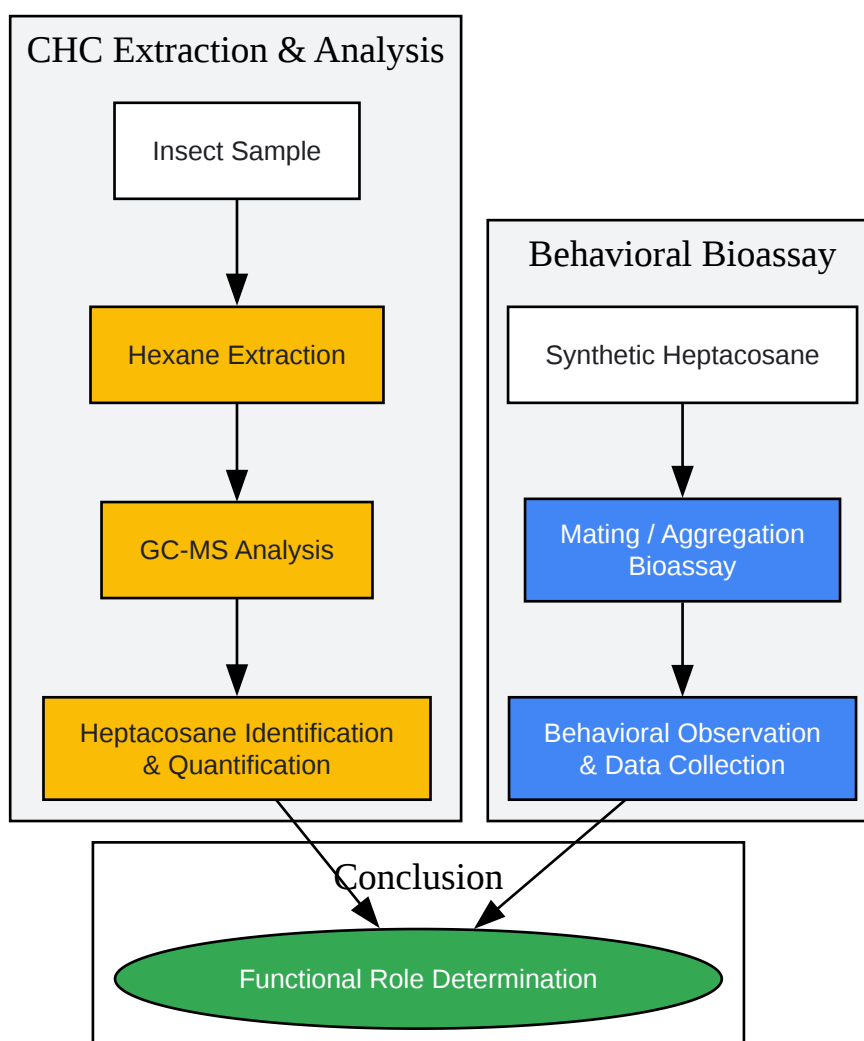 CHC Extraction & Analysis
Insect Sample
Hexane Extraction
GC-MS Analysis
Heptacosane Identification
& Quantification
Behavioral Bioassay
Synthetic Heptacosane
Mating / Aggregation
Bioassay
Behavioral Observation
& Data Collection
Conclusion
Functional Role Determination